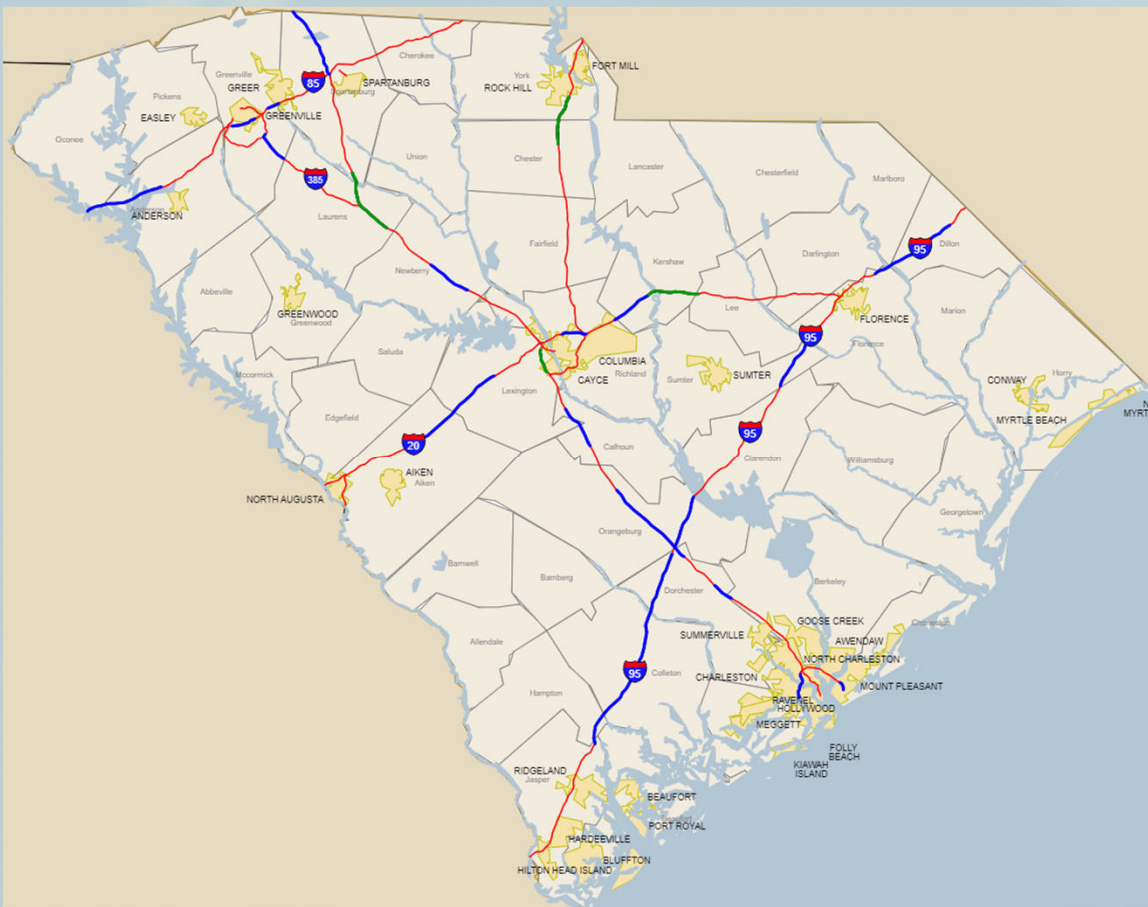 Cherokee
York
FORT MILL
Greenville
85
SPARTANBURG
GREER
Spartanburg
ROCK HILL
Pickens
EASLEY
GREENVILLE
Oconee
Union
Chester
Lancaster
Chesterfield
Marlboro
385
Anderson
ANDERSON
Laurens
Fairfield
Darlington
95
Dillon
Newberry
Kershaw
Abbeville
GREENWOOD
Greenwood
Lee
Marion
FLORENCE
95
Florence
Saluda
COLUMBIA
Richland
CAYCE
Sumter
SUMTER
Mccormick
Lexington
CONWAY
Horry
MYRTLE BEACH
N
MYRT
Edgefield
20
95
Calhoun
Clarendon
Williamsburg
AIKEN
Aiken
NORTH AUGUSTA
Georgetown
Orangeburg
Barnwell
Bamberg
Berkeley
Dorchester
GOOSE CREEK
Charleston
SUMMERVILLE
AWENDAW
Allendale
NORTH CHARLESTON
95
Colleton
CHARLESTON
MOUNT PLEASANT
Hampton
RAVENEL
HOLLYWOOD
MEGGETT
FOLLY
BEACH
KIAWAH
ISLAND
RIDGELAND
Jasper
BEAUFORT
Beaufort
PORT ROYAL
HARDEEVILLE
BLUFFTON
HILTON HEAD ISLAND